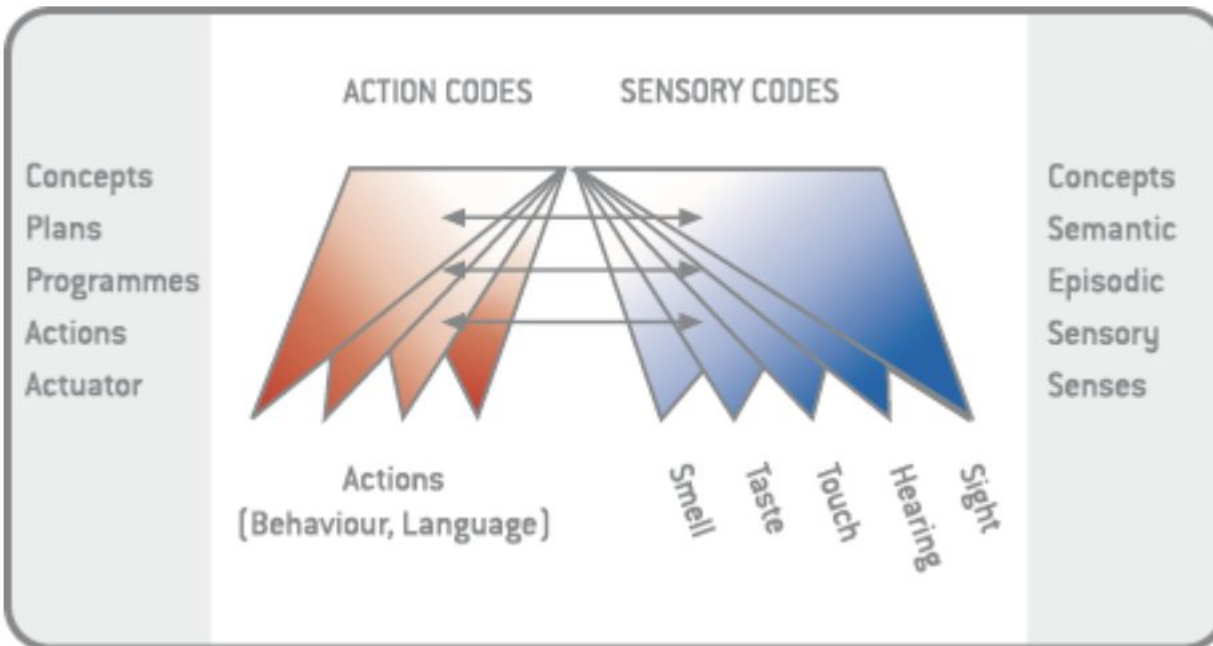 ACTION CODES
SENSORY CODES
Concepts
Plans
Programmes
Actions
Actuator
Concepts
Semantic
Episodic
Sensory
Senses
Actions
(Behaviour, Language)
Smell
Taste
Touch
Hearing
Sight